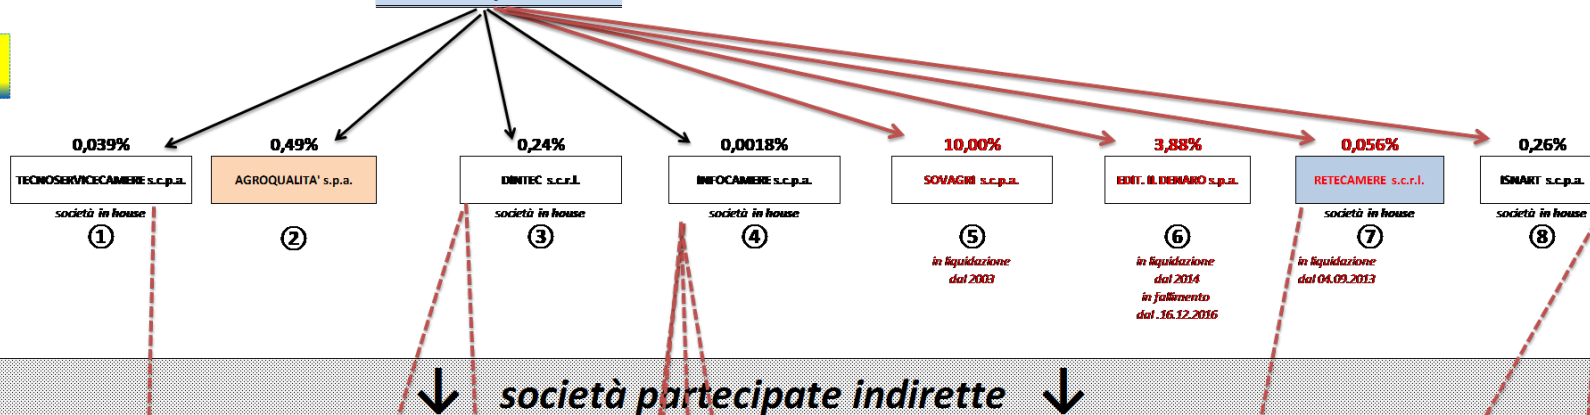 0,039%
0,49%
0,24%
0,0018%
10,00%
3,88%
0,056%
0,26%
TECNOSERVICECAMERE s.c.p.a.
AGROQUALITA' s.p.a.
DINTEC s.c.r.l.
INFOCAMERE s.c.p.a.
SOVAGRI s.c.p.a.
EDIT. IL DENARO s.p.a.
RETECAMERE s.c.r.l.
ISNART s.c.p.a.
società in house
società in house
società in house
società in house
società in house
①
②
③
④
⑤
⑥
⑦
⑧
in liquidazione
dal 2003
in liquidazione
dal 2014
in fallimento
dal .16.12.2016
in liquidazione
dal 04.09.2013
↓ società partecipate indirette ↓